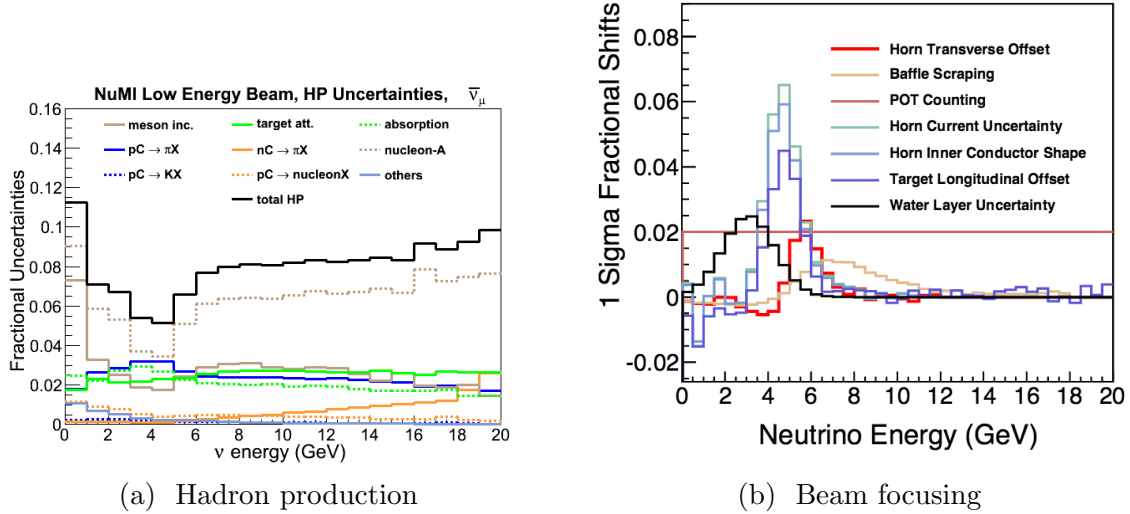 NuMI Low Energy Beam, HP Uncertainties, ν̅μ
meson inc.
target att.
absorption
pC → πX
nC → πX
nucleon-A
pC → KX
pC → nucleonX
others
total HP
Fractional Uncertainties
0.16
0.14
0.12
0.1
0.08
0.06
0.04
0.02
0
0 2 4 6 8 10 12 14 16 18 20
ν energy (GeV)
(a) Hadron production
1 Sigma Fractional Shifts
0.08
0.06
0.04
0.02
0
-0.02
Horn Transverse Offset
Baffle Scraping
POT Counting
Horn Current Uncertainty
Horn Inner Conductor Shape
Target Longitudinal Offset
Water Layer Uncertainty
0 2 4 6 8 10 12 14 16 18 20
Neutrino Energy (GeV)
(b) Beam focusing